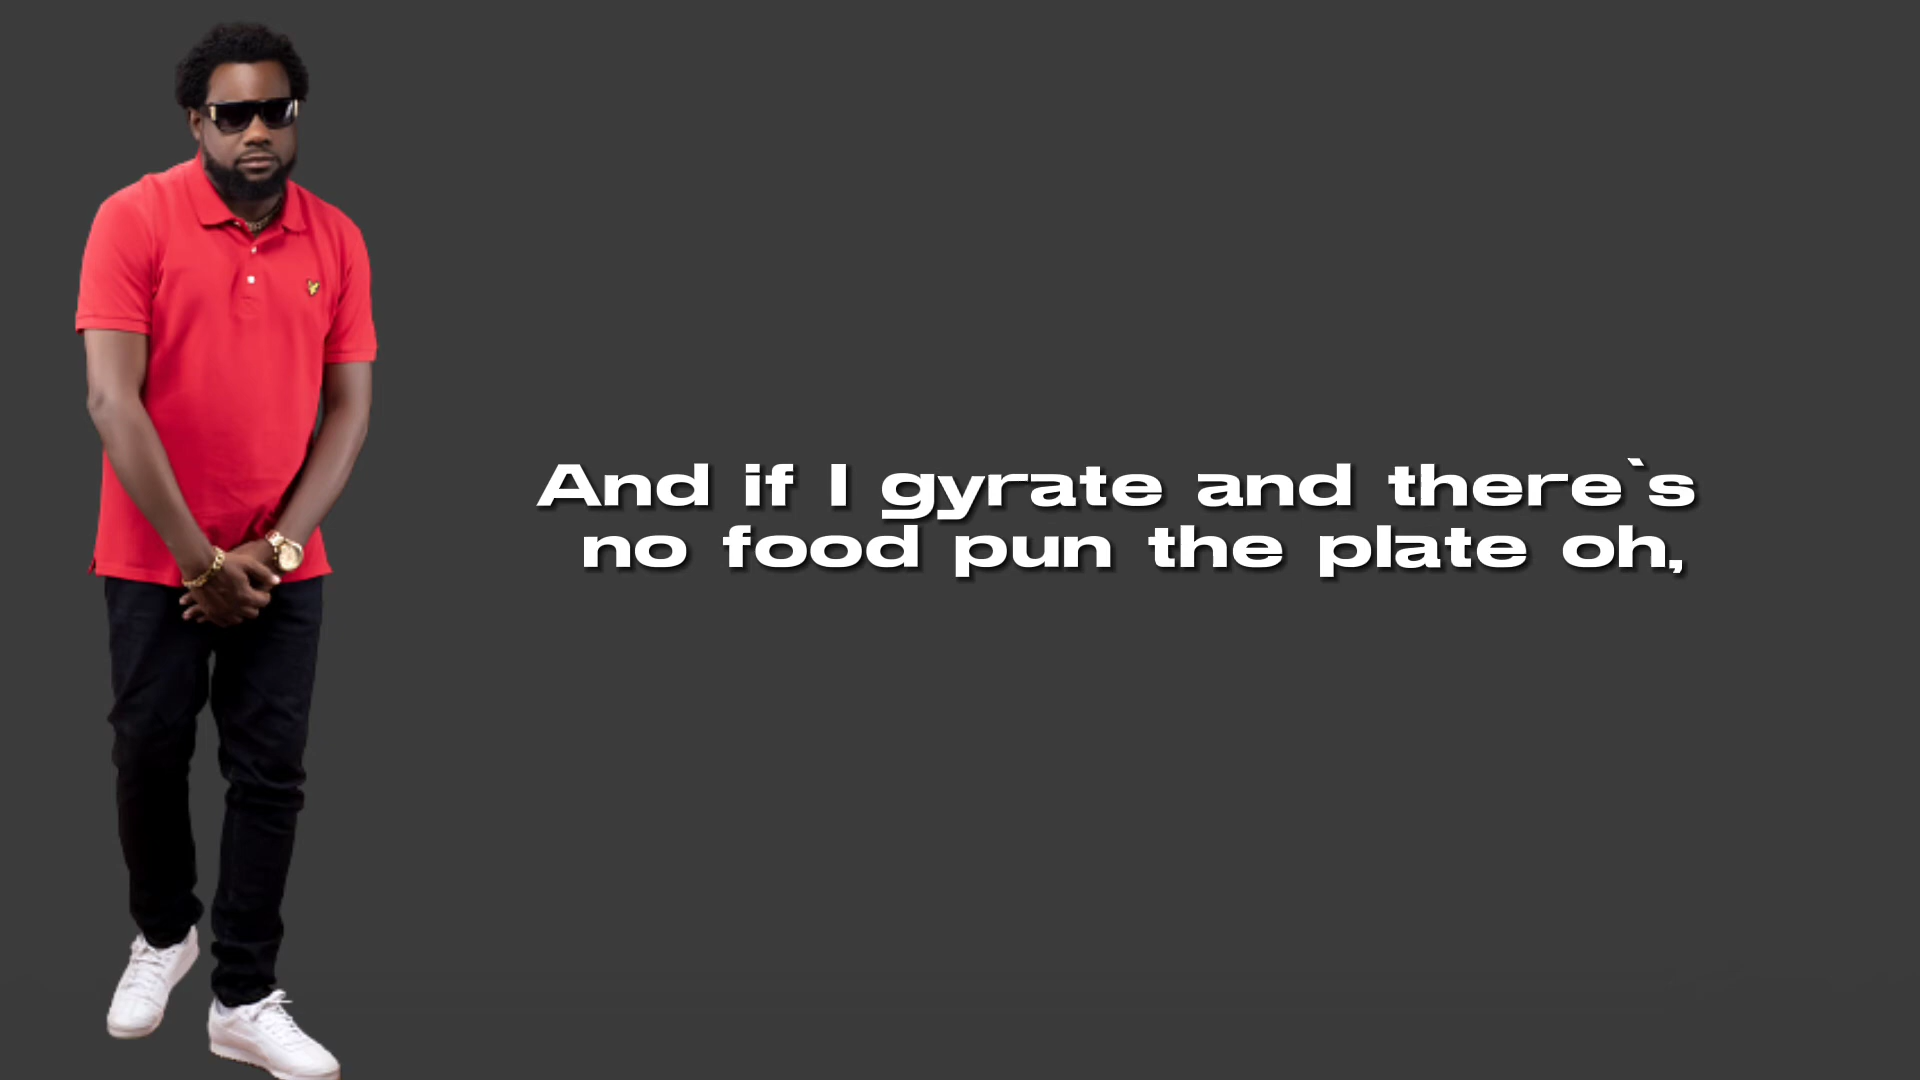 And if I gyrate and there`s
no food pun the plate oh,